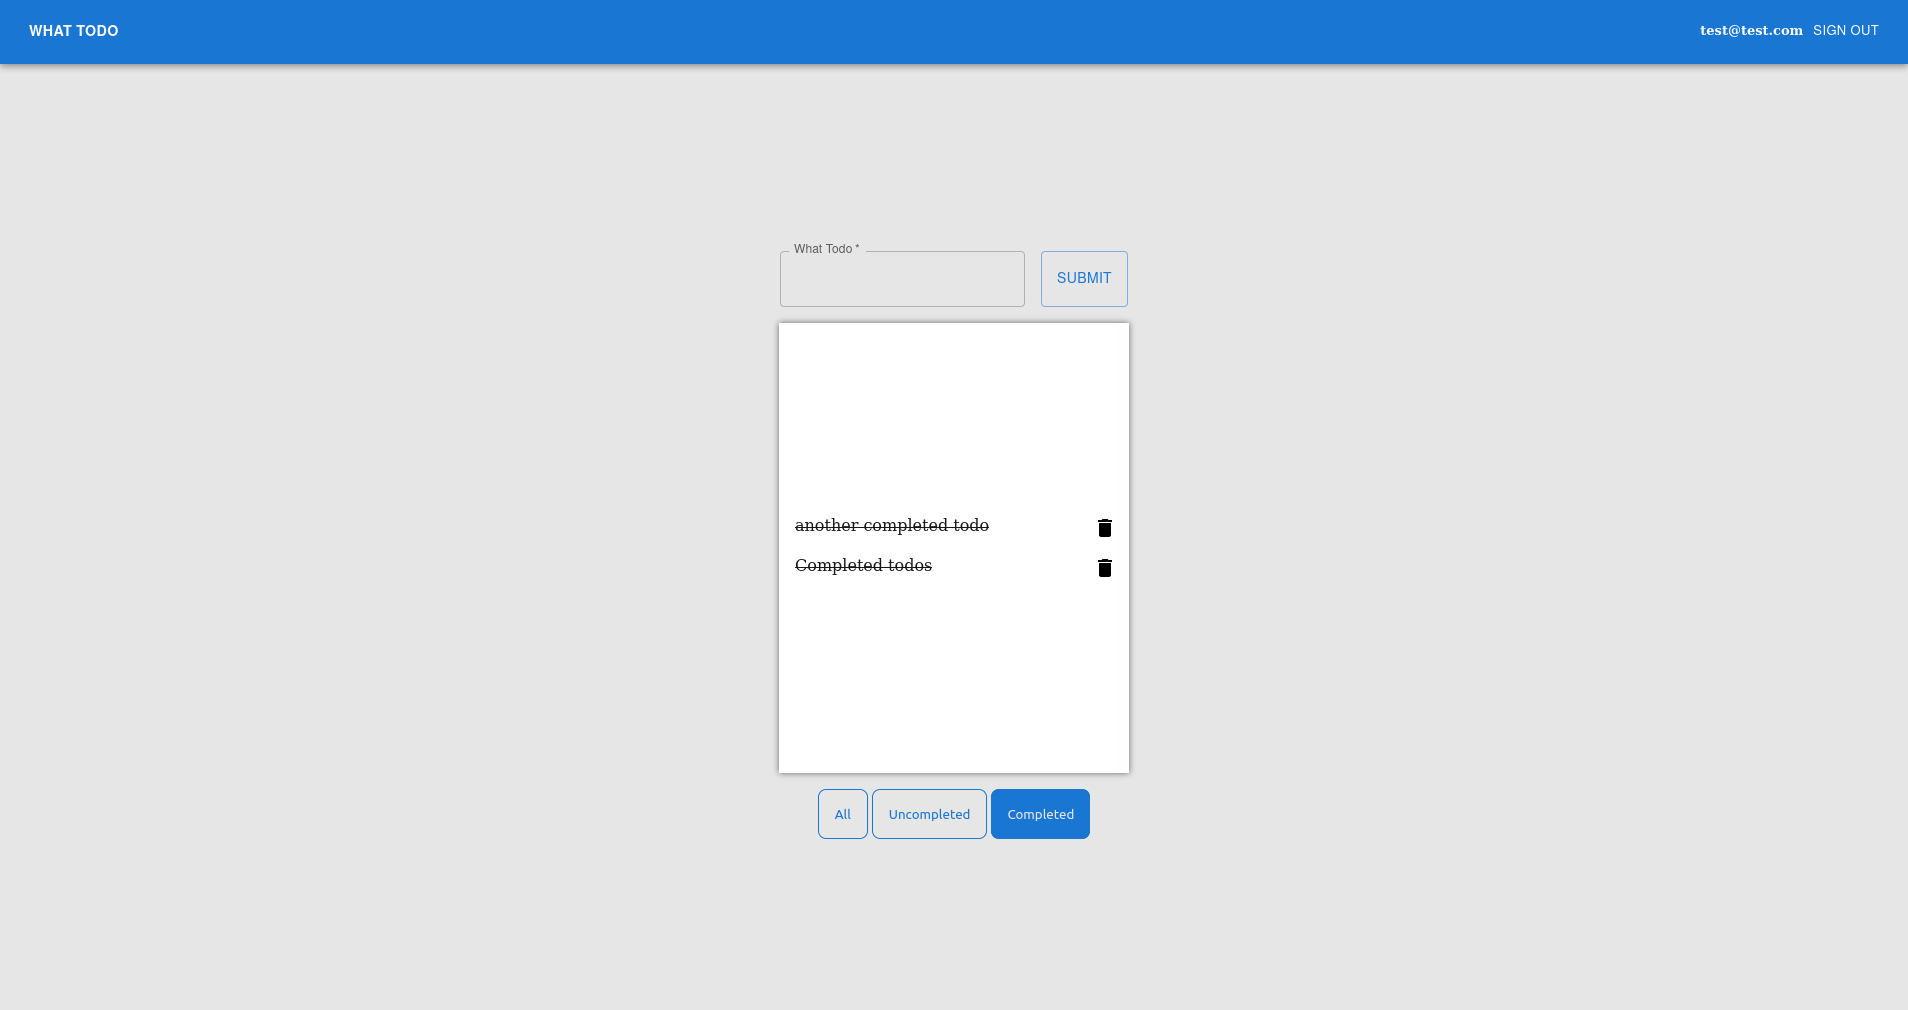 WHAT TODO
test@test.com SIGN OUT
What Todo *
SUBMIT
another completed todo
Completed todos
All
Uncompleted
Completed